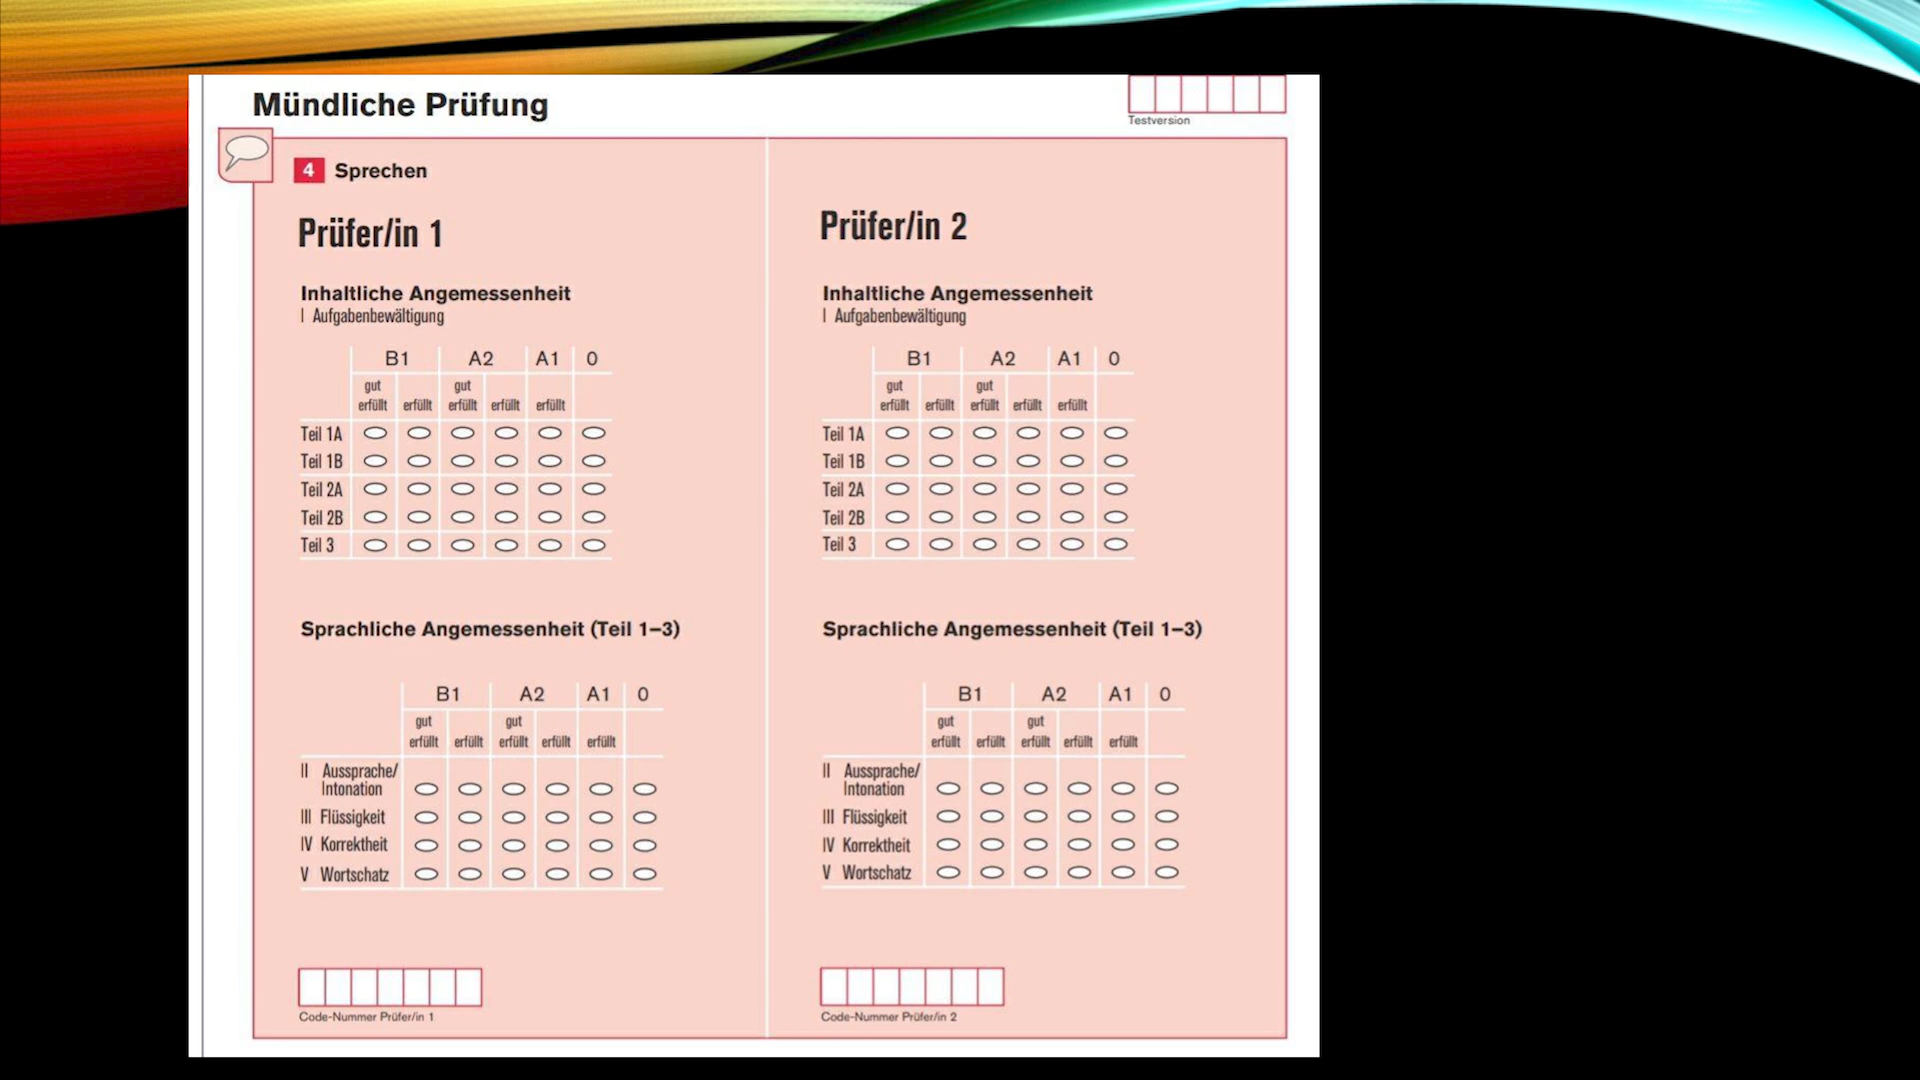 Mündliche Prüfung
Testversion
4 Sprechen
Prüfer/in 1
Inhaltliche Angemessenheit
I Aufgabenbewältigung
B1 A2 A1 0
gut gut
erfüllt erfüllt erfüllt erfüllt erfüllt
Teil 1A
Teil 1B
Teil 2A
Teil 2B
Teil 3
Sprachliche Angemessenheit (Teil 1–3)
B1 A2 A1 0
gut gut
erfüllt erfüllt erfüllt erfüllt erfüllt
II Aussprache/
Intonation
III Flüssigkeit
IV Korrektheit
V Wortschatz
Code-Nummer Prüfer/in 1
Prüfer/in 2
Inhaltliche Angemessenheit
I Aufgabenbewältigung
B1 A2 A1 0
gut gut
erfüllt erfüllt erfüllt erfüllt erfüllt
Teil 1A
Teil 1B
Teil 2A
Teil 2B
Teil 3
Sprachliche Angemessenheit (Teil 1–3)
B1 A2 A1 0
gut gut
erfüllt erfüllt erfüllt erfüllt erfüllt
II Aussprache/
Intonation
III Flüssigkeit
IV Korrektheit
V Wortschatz
Code-Nummer Prüfer/in 2